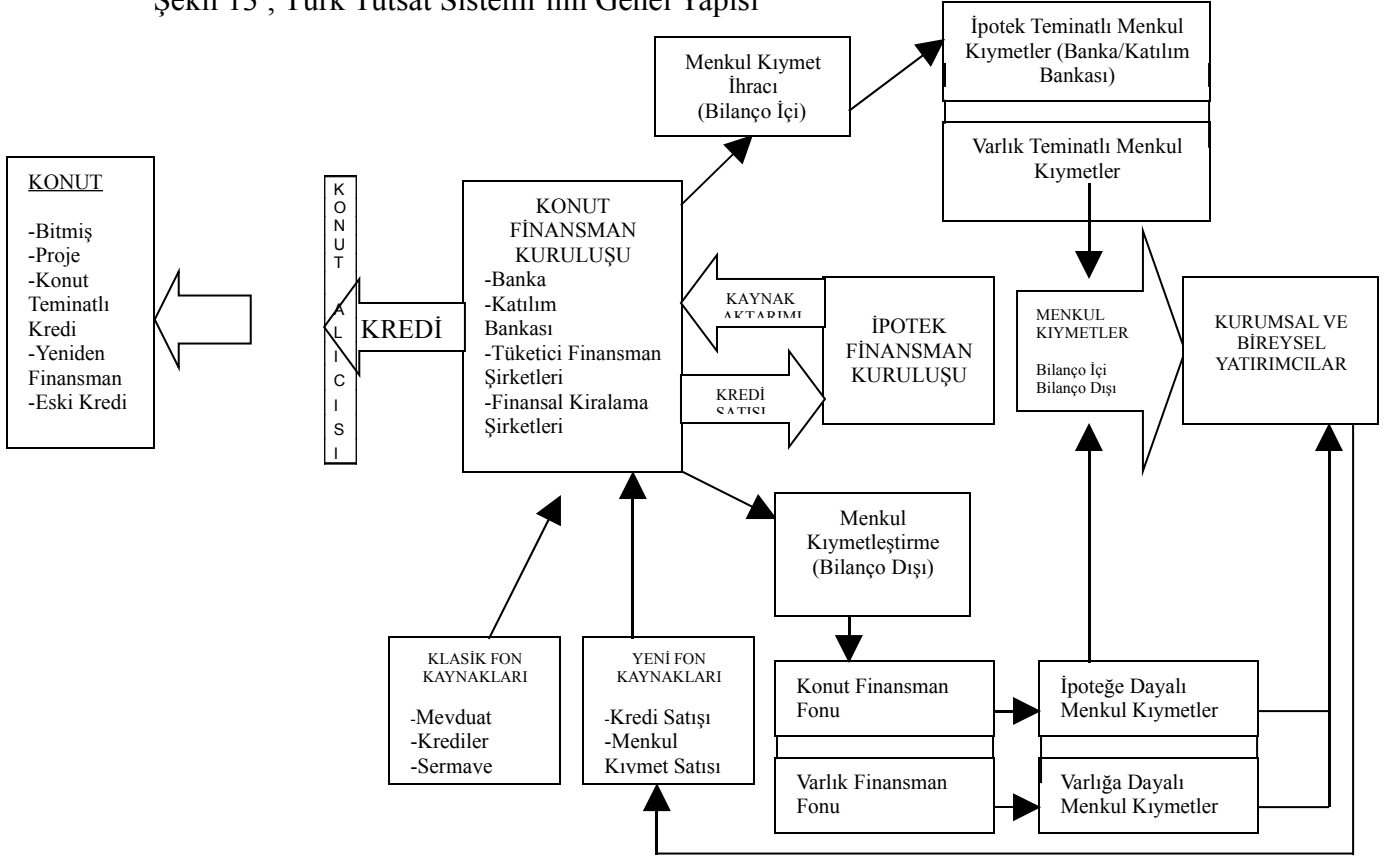 Şekil 13 ; Türk Tutsat Sistemi'nin Genel Yapısı
İpotek Teminatlı Menkul
Kıymetler (Banka/Katılım
Bankası)
Menkul Kıymet
İhracı
(Bilanço İçi)
Varlık Teminatlı Menkul
Kıymetler
KONUT
-Bitmiş
-Proje
-Konut
Teminatlı
Kredi
-Yeniden
Finansman
-Eski Kredi
KONUT ALICISI
KREDİ
KONUT
FİNANSMAN
KURULUŞU
-Banka
-Katılım
Bankası
-Tüketici Finansman
Şirketleri
-Finansal Kiralama
Şirketleri
KAYNAK
AKTARIMI
KREDİ
SATIŞI
İPOTEK
FİNANSMAN
KURULUŞU
MENKUL
KIYMETLER
Bilanço İçi
Bilanço Dışı
KURUMSAL VE
BİREYSEL
YATIRIMCILAR
Menkul
Kıymetleştirme
(Bilanço Dışı)
KLASİK FON
KAYNAKLARI
-Mevduat
-Krediler
-Sermaye
YENİ FON
KAYNAKLARI
-Kredi Satışı
-Menkul
Kıymet Satışı
Konut Finansman
Fonu
İpoteğe Dayalı
Menkul Kıymetler
Varlık Finansman
Fonu
Varlığa Dayalı
Menkul Kıymetler